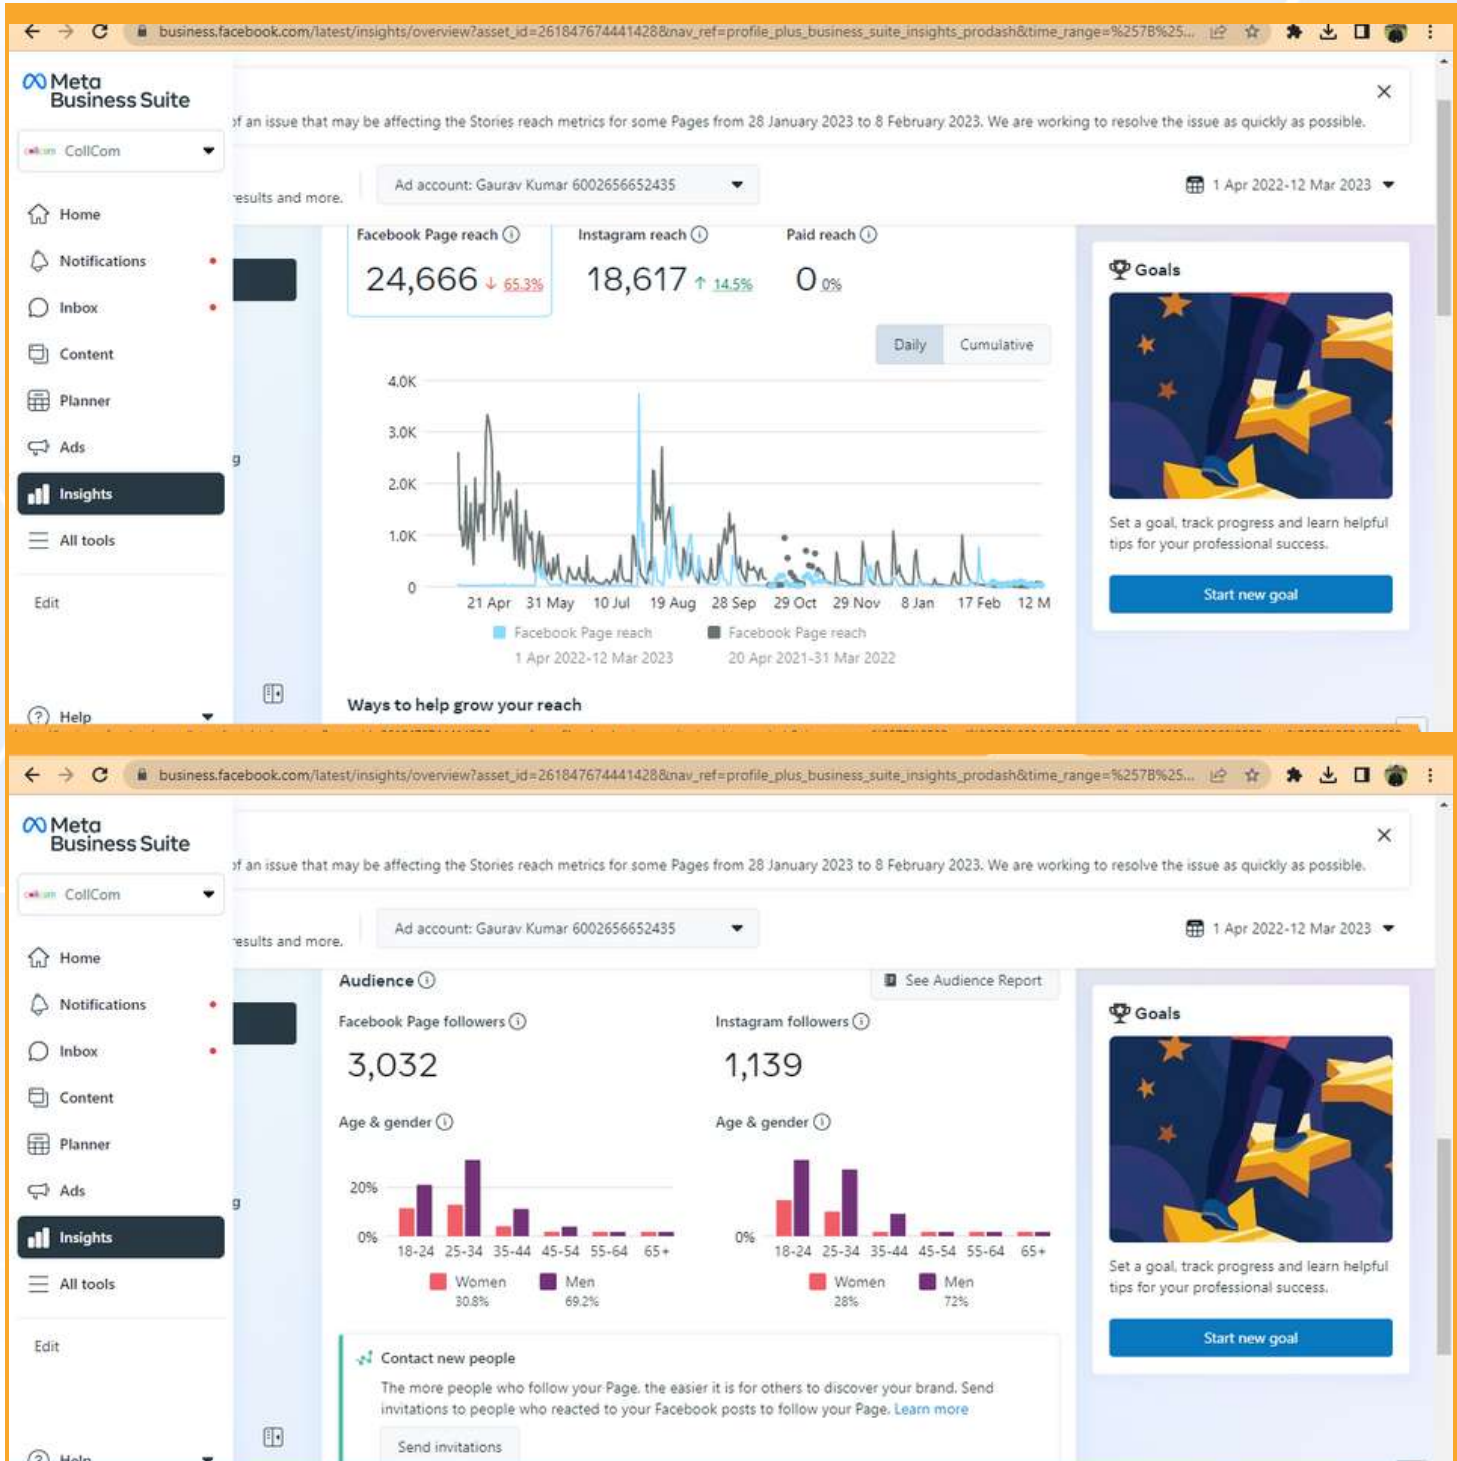 business.facebook.com/latest/insights/overview?asset_id=261847674441428&nav_ref=profile_plus_business_suite_insights_prodash&time_range=%257B%25...
Meta
Business Suite
of an issue that may be affecting the Stories reach metrics for some Pages from 28 January 2023 to 8 February 2023. We are working to resolve the issue as quickly as possible.
collcom CollCom
results and more.
Ad account: Gaurav Kumar 6002656652435
1 Apr 2022-12 Mar 2023
Home
Notifications
Inbox
Content
Planner
Ads
g
Insights
All tools
Edit
Help
Facebook Page reach
Instagram reach
Paid reach
24,666 ↓ 65.3%
18,617 ↑ 14.5%
0 0%
Daily Cumulative
4.0K
3.0K
2.0K
1.0K
0
21 Apr 31 May 10 Jul 19 Aug 28 Sep 29 Oct 29 Nov 8 Jan 17 Feb 12 M
Facebook Page reach
1 Apr 2022-12 Mar 2023
Facebook Page reach
20 Apr 2021-31 Mar 2022
Ways to help grow your reach
Goals
Set a goal, track progress and learn helpful
tips for your professional success.
Start new goal
business.facebook.com/latest/insights/overview?asset_id=261847674441428&nav_ref=profile_plus_business_suite_insights_prodash&time_range=%257B%25...
Meta
Business Suite
of an issue that may be affecting the Stories reach metrics for some Pages from 28 January 2023 to 8 February 2023. We are working to resolve the issue as quickly as possible.
collcom CollCom
results and more.
Ad account: Gaurav Kumar 6002656652435
1 Apr 2022-12 Mar 2023
Home
Notifications
Inbox
Content
Planner
Ads
g
Insights
All tools
Edit
Help
Audience
See Audience Report
Facebook Page followers
3,032
Age & gender
20%
0%
18-24 25-34 35-44 45-54 55-64 65+
Women
30.8%
Men
69.2%
Instagram followers
1,139
Age & gender
0%
18-24 25-34 35-44 45-54 55-64 65+
Women
28%
Men
72%
Contact new people
The more people who follow your Page, the easier it is for others to discover your brand. Send
invitations to people who reacted to your Facebook posts to follow your Page. Learn more
Send invitations
Goals
Set a goal, track progress and learn helpful
tips for your professional success.
Start new goal